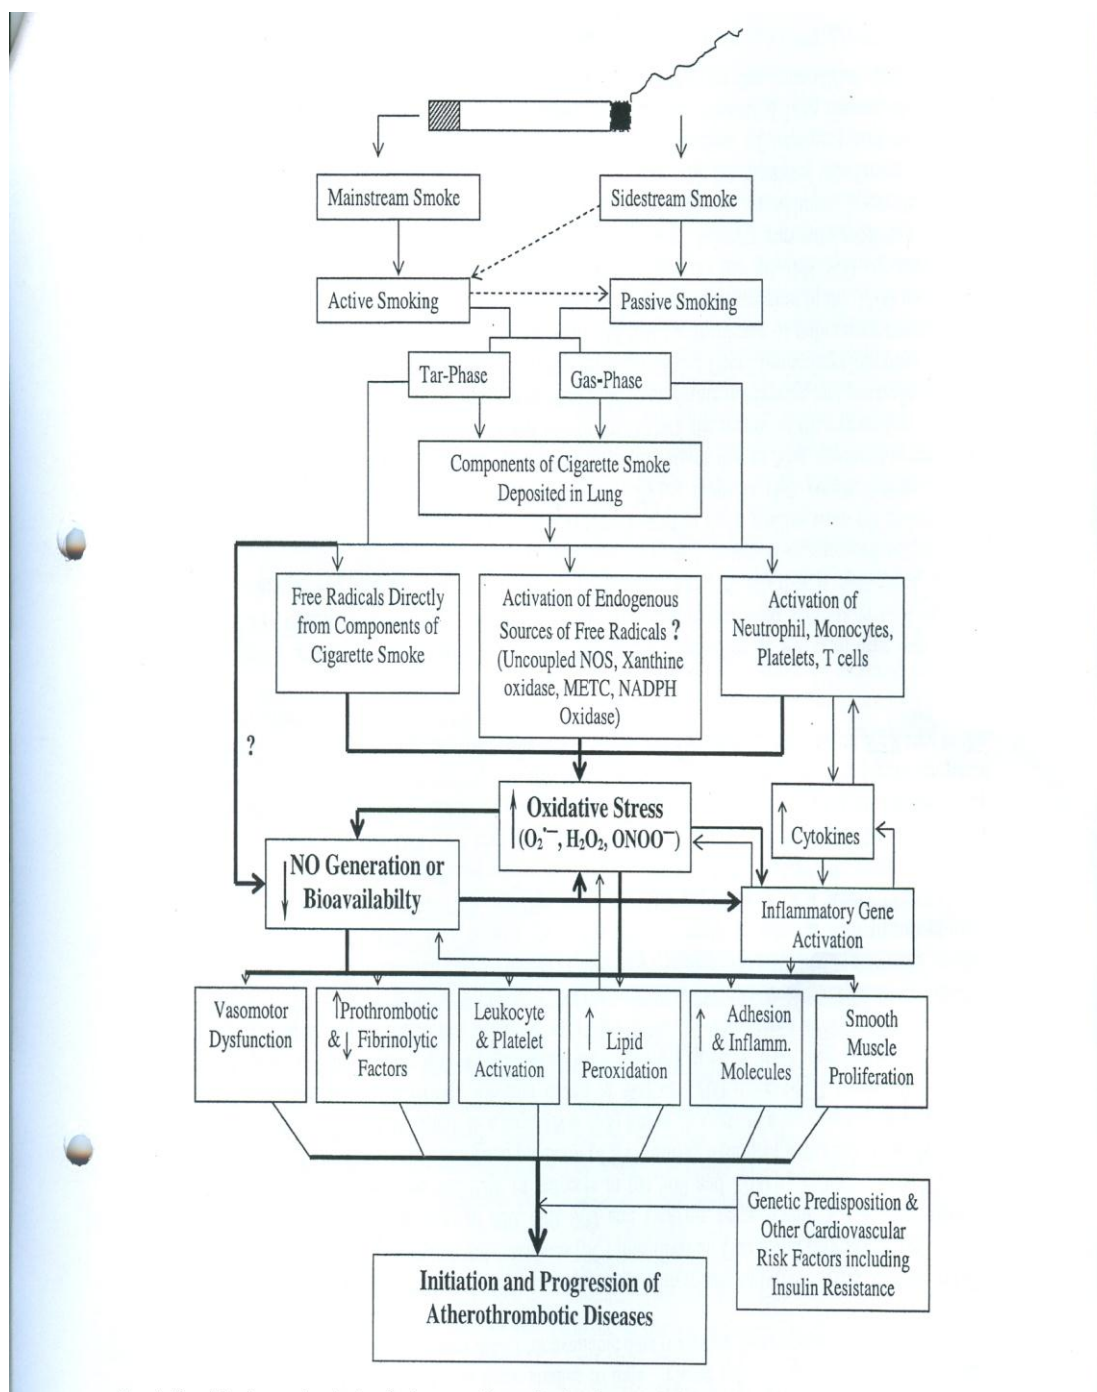 Mainstream Smoke
Sidestream Smoke
Active Smoking
Passive Smoking
Tar-Phase
Gas-Phase
Components of Cigarette Smoke
Deposited in Lung
Free Radicals Directly
from Components of
Cigarette Smoke
Activation of Endogenous
Sources of Free Radicals ?
(Uncoupled NOS, Xanthine
oxidase, METC, NADPH
Oxidase)
Activation of
Neutrophil, Monocytes,
Platelets, T cells
?
↑ Oxidative Stress
(O₂•−, H₂O₂, ONOO−)
↑ Cytokines
↓ NO Generation or
Bioavailabilty
Inflammatory Gene
Activation
Vasomotor
Dysfunction
↑Prothrombotic
& ↓ Fibrinolytic
Factors
Leukocyte
& Platelet
Activation
↑ Lipid
Peroxidation
↑ Adhesion
& Inflamm.
Molecules
Smooth
Muscle
Proliferation
Genetic Predisposition &
Other Cardiovascular
Risk Factors including
Insulin Resistance
Initiation and Progression of
Atherothrombotic Diseases